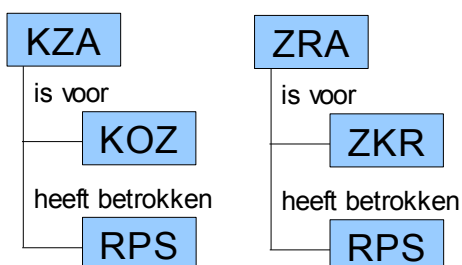 KZA
is voor
KOZ
heeft betrokken
RPS
ZRA
is voor
ZKR
heeft betrokken
RPS